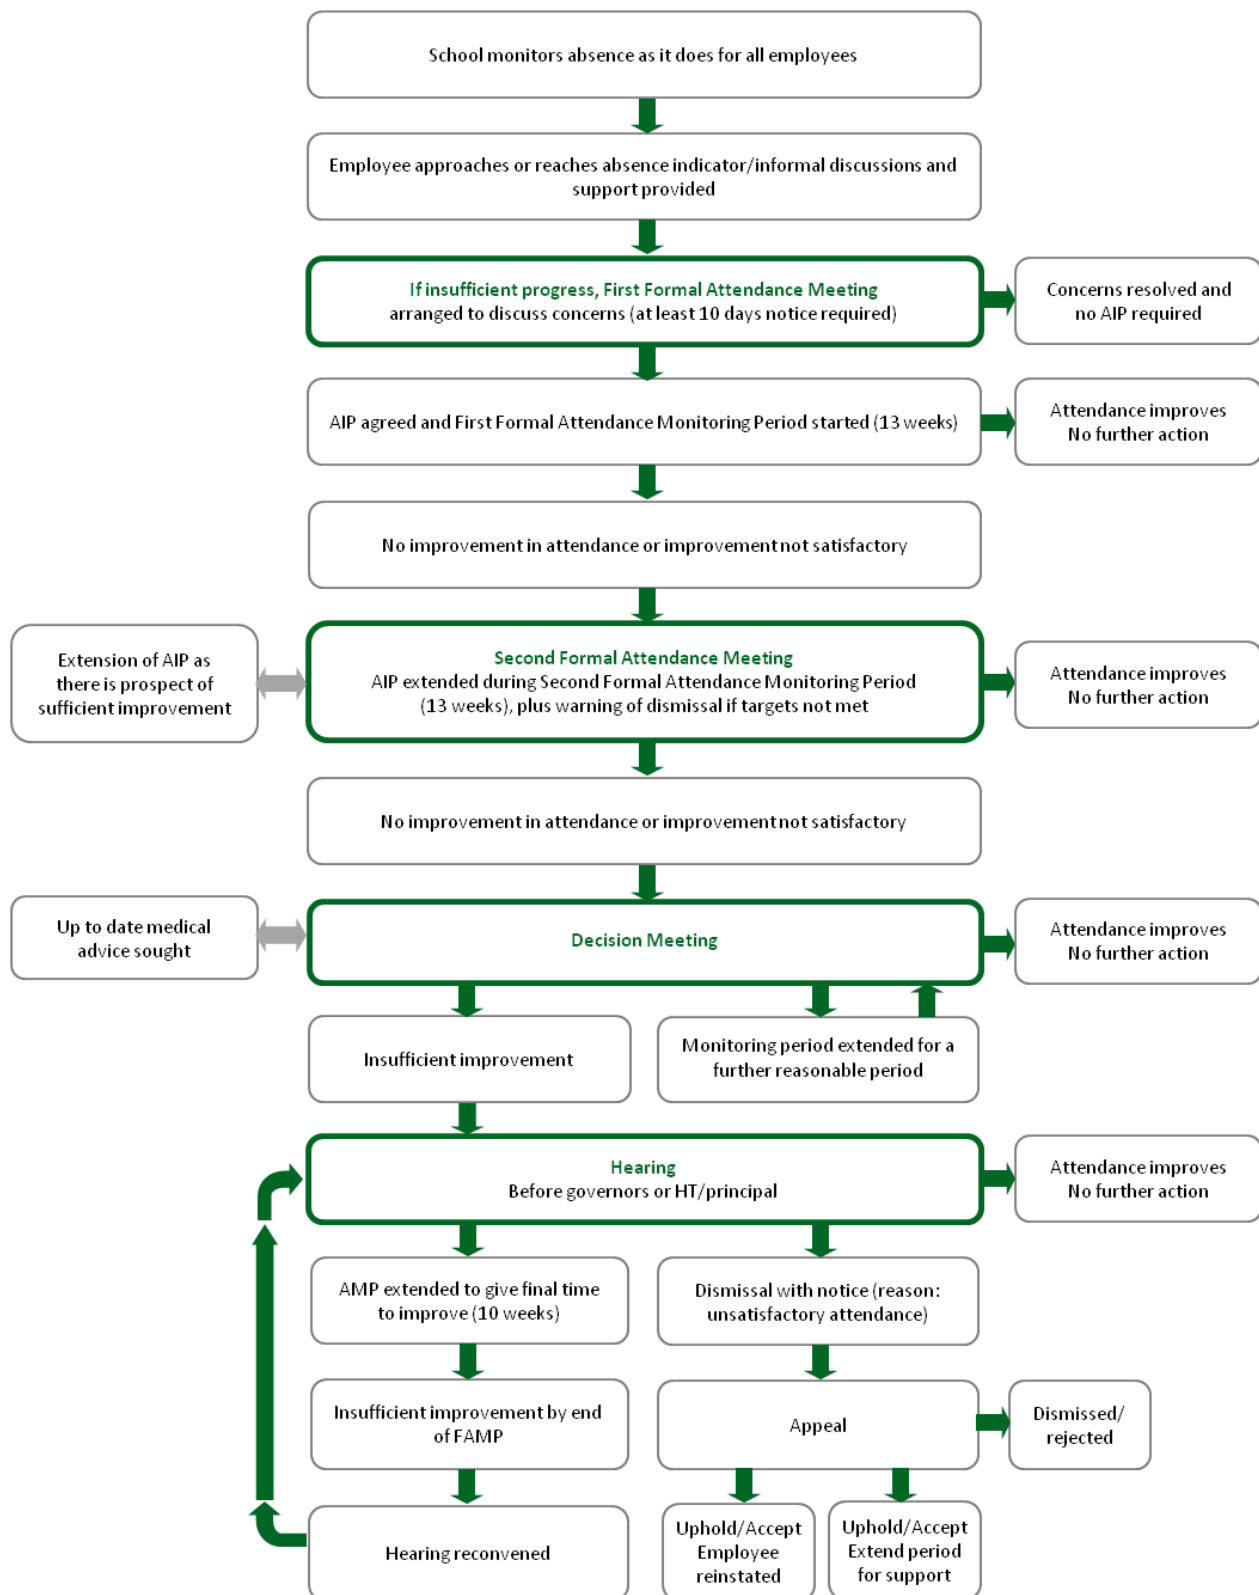 School monitors absence as it does for all employees
Employee approaches or reaches absence indicator/informal discussions and
support provided
If insufficient progress, First Formal Attendance Meeting
arranged to discuss concerns (at least 10 days notice required)
Concerns resolved and
no AIP required
AIP agreed and First Formal Attendance Monitoring Period started (13 weeks)
Attendance improves
No further action
No improvement in attendance or improvement not satisfactory
Extension of AIP as
there is prospect of
sufficient improvement
Second Formal Attendance Meeting
AIP extended during Second Formal Attendance Monitoring Period
(13 weeks), plus warning of dismissal if targets not met
Attendance improves
No further action
No improvement in attendance or improvement not satisfactory
Up to date medical
advice sought
Decision Meeting
Attendance improves
No further action
Insufficient improvement
Monitoring period extended for a
further reasonable period
Hearing
Before governors or HT/principal
Attendance improves
No further action
AMP extended to give final time
to improve (10 weeks)
Dismissal with notice (reason:
unsatisfactory attendance)
Insufficient improvement by end
of FAMP
Appeal
Dismissed/
rejected
Hearing reconvened
Uphold/Accept
Employee
reinstated
Uphold/Accept
Extend period
for support